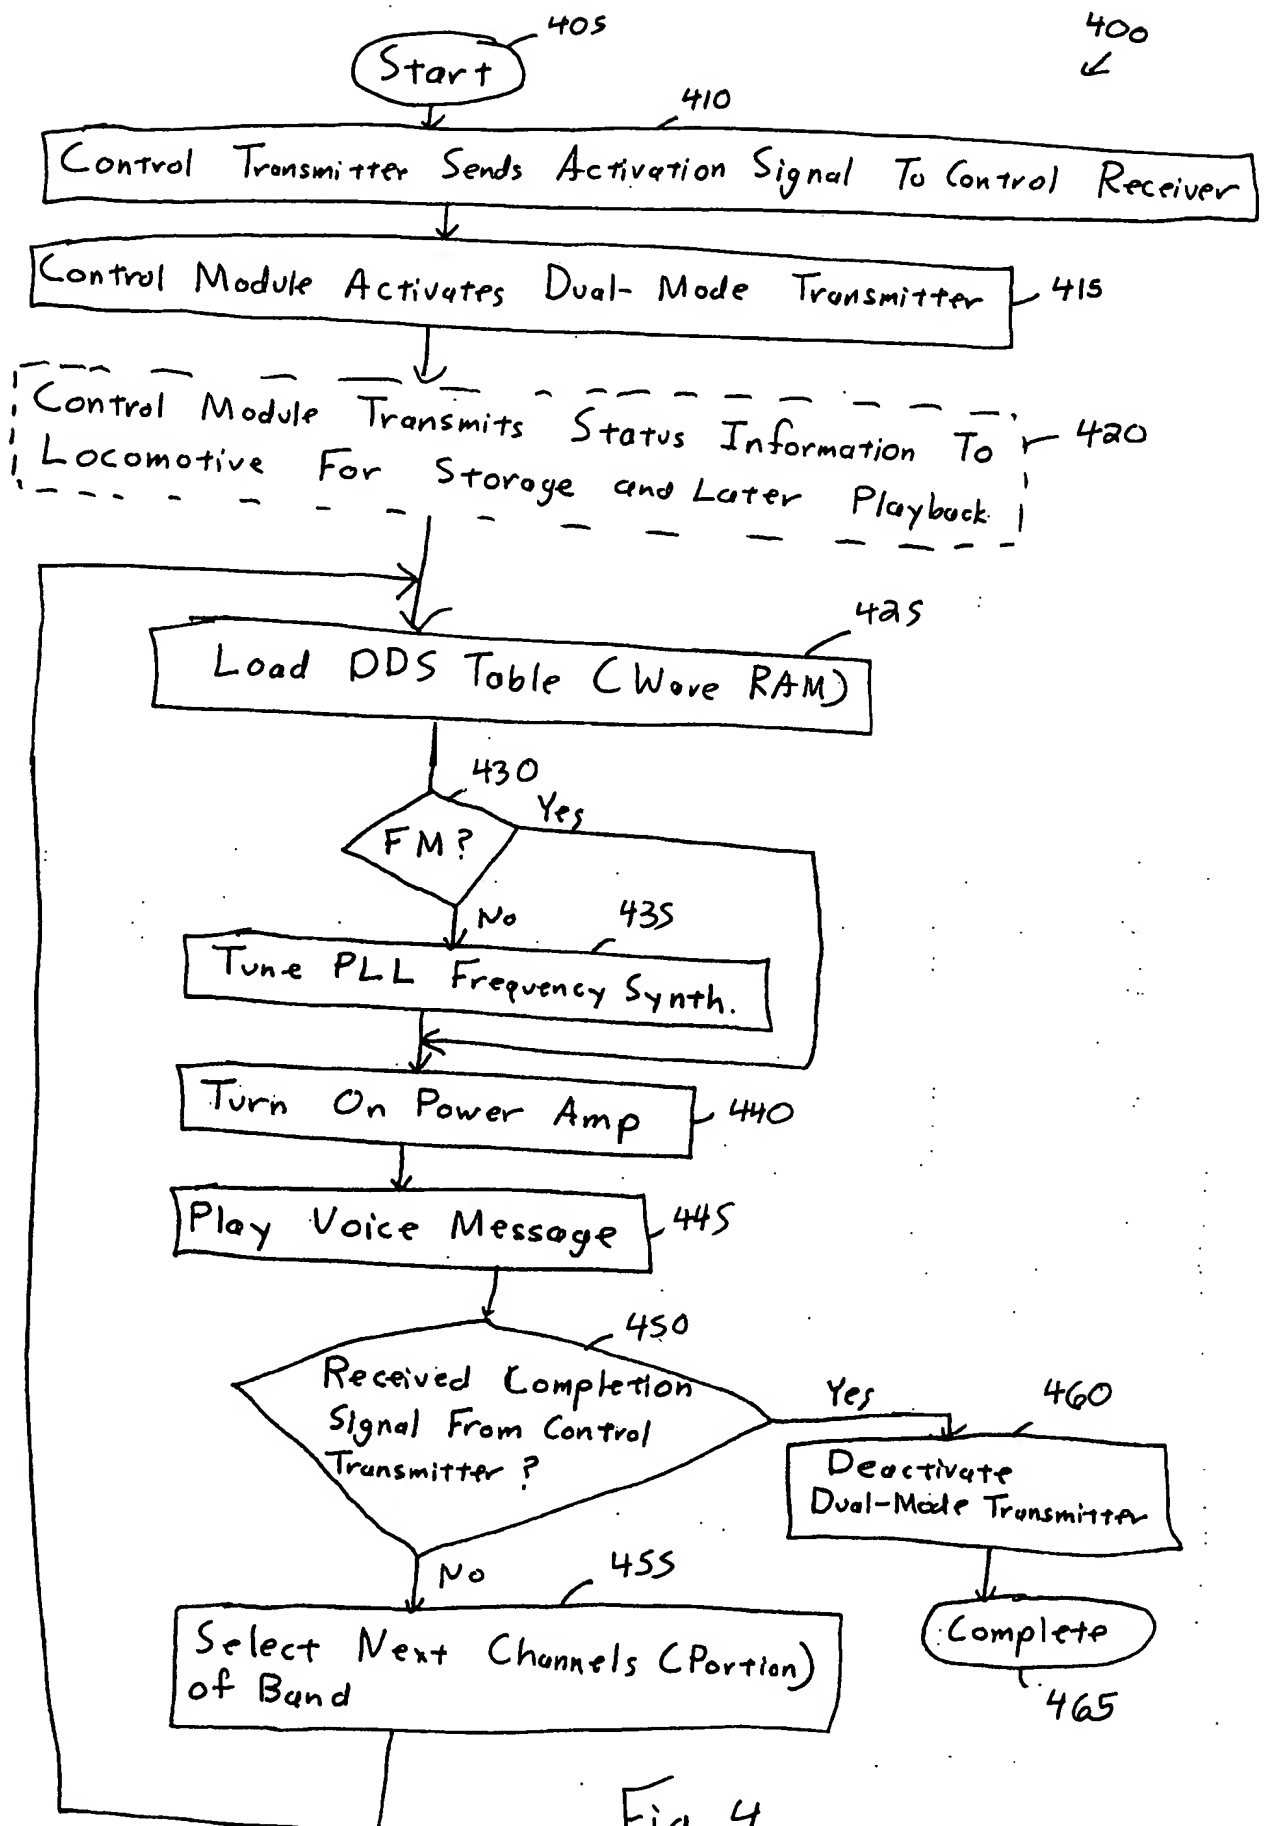 405
400
Start
410
Control Transmitter Sends Activation Signal To Control Receiver
Control Module Activates Dual-Mode Transmitter
415
Control Module Transmits Status Information To
Locomotive For Storage and Later Playback
420
425
Load DDS Table (Wave RAM)
430
Yes
FM?
No
435
Tune PLL Frequency Synth.
Turn On Power Amp
440
Play Voice Message
445
450
Received Completion
Signal From Control
Transmitter?
Yes
460
Deactivate
Dual-Mode Transmitter
No
455
Select Next Channels (Portion)
of Band
Complete
465
Fig 4